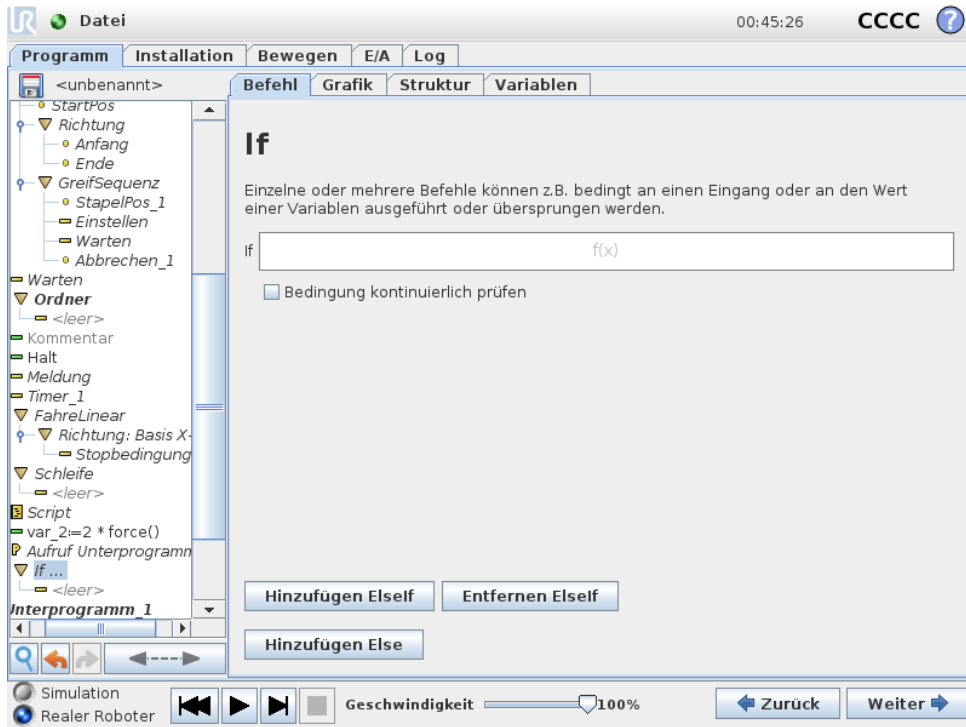 UR Datei 00:45:26 CCCC ?
Programm Installation Bewegen E/A Log
<unbenannt>
Befehl Grafik Struktur Variablen
StartPos
Richtung
Anfang
Ende
GreifSequenz
StapelPos_1
Einstellen
Warten
Abbrechen_1
Warten
Ordner
<leer>
Kommentar
Halt
Meldung
Timer_1
FahreLinear
Richtung: Basis X-
Stopbedingung
Schleife
<leer>
Script
var_2:=2 * force()
P Aufruf Unterprogramm
If ...
<leer>
Unterprogramm_1
If
Einzelne oder mehrere Befehle können z.B. bedingt an einen Eingang oder an den Wert
einer Variablen ausgeführt oder übersprungen werden.
If f(x)
Bedingung kontinuierlich prüfen
Hinzufügen ElseIf Entfernen ElseIf
Hinzufügen Else
Simulation
Realer Roboter
Geschwindigkeit 100%
Zurück Weiter